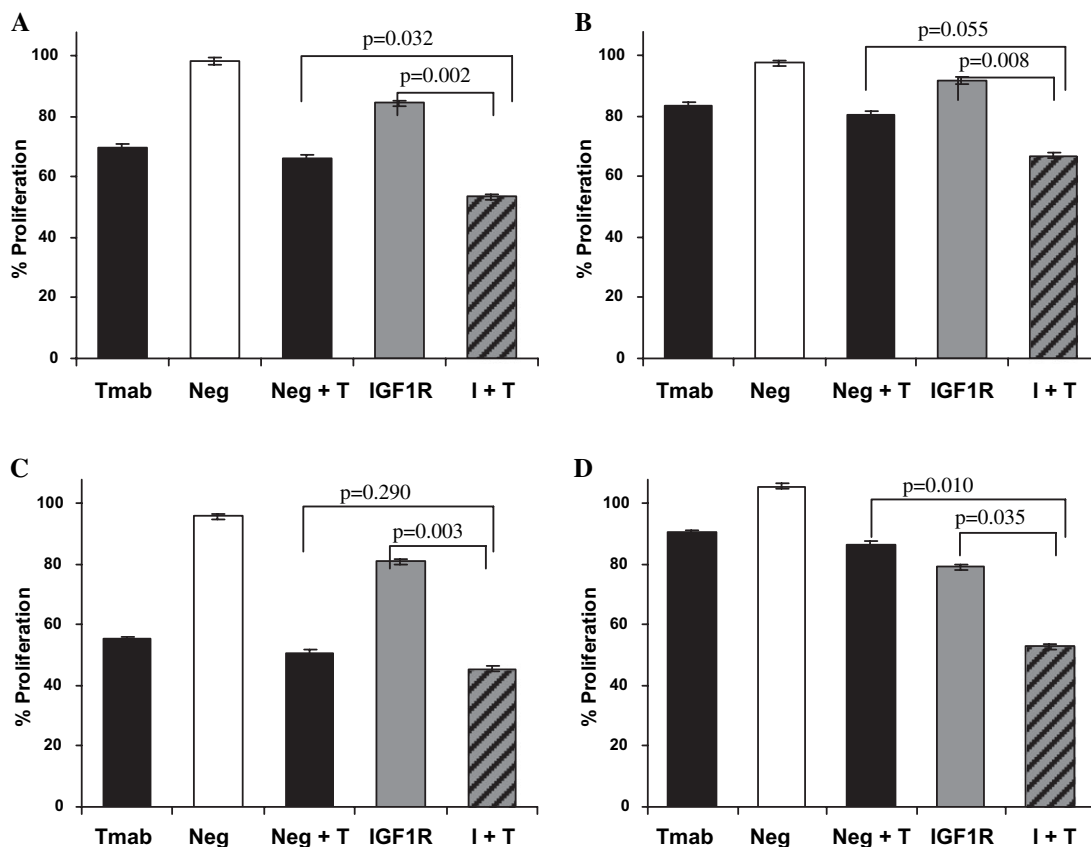 A
p=0.032
p=0.002
100
80
60
40
20
0
% Proliferation
Tmab Neg Neg + T IGF1R I + T
B
p=0.055
p=0.008
100
80
60
40
20
0
% Proliferation
Tmab Neg Neg + T IGF1R I + T
C
p=0.290
p=0.003
100
80
60
40
20
0
% Proliferation
Tmab Neg Neg + T IGF1R I + T
D
p=0.010
p=0.035
100
80
60
40
20
0
% Proliferation
Tmab Neg Neg + T IGF1R I + T